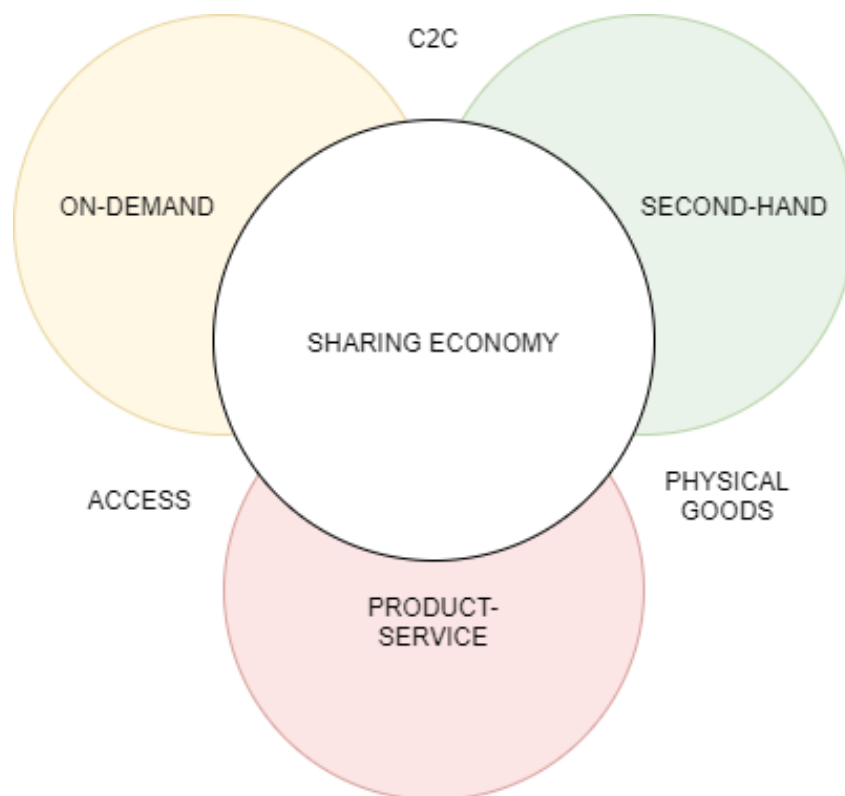 C2C
ON-DEMAND
SECOND-HAND
SHARING ECONOMY
ACCESS
PHYSICAL
GOODS
PRODUCT-
SERVICE